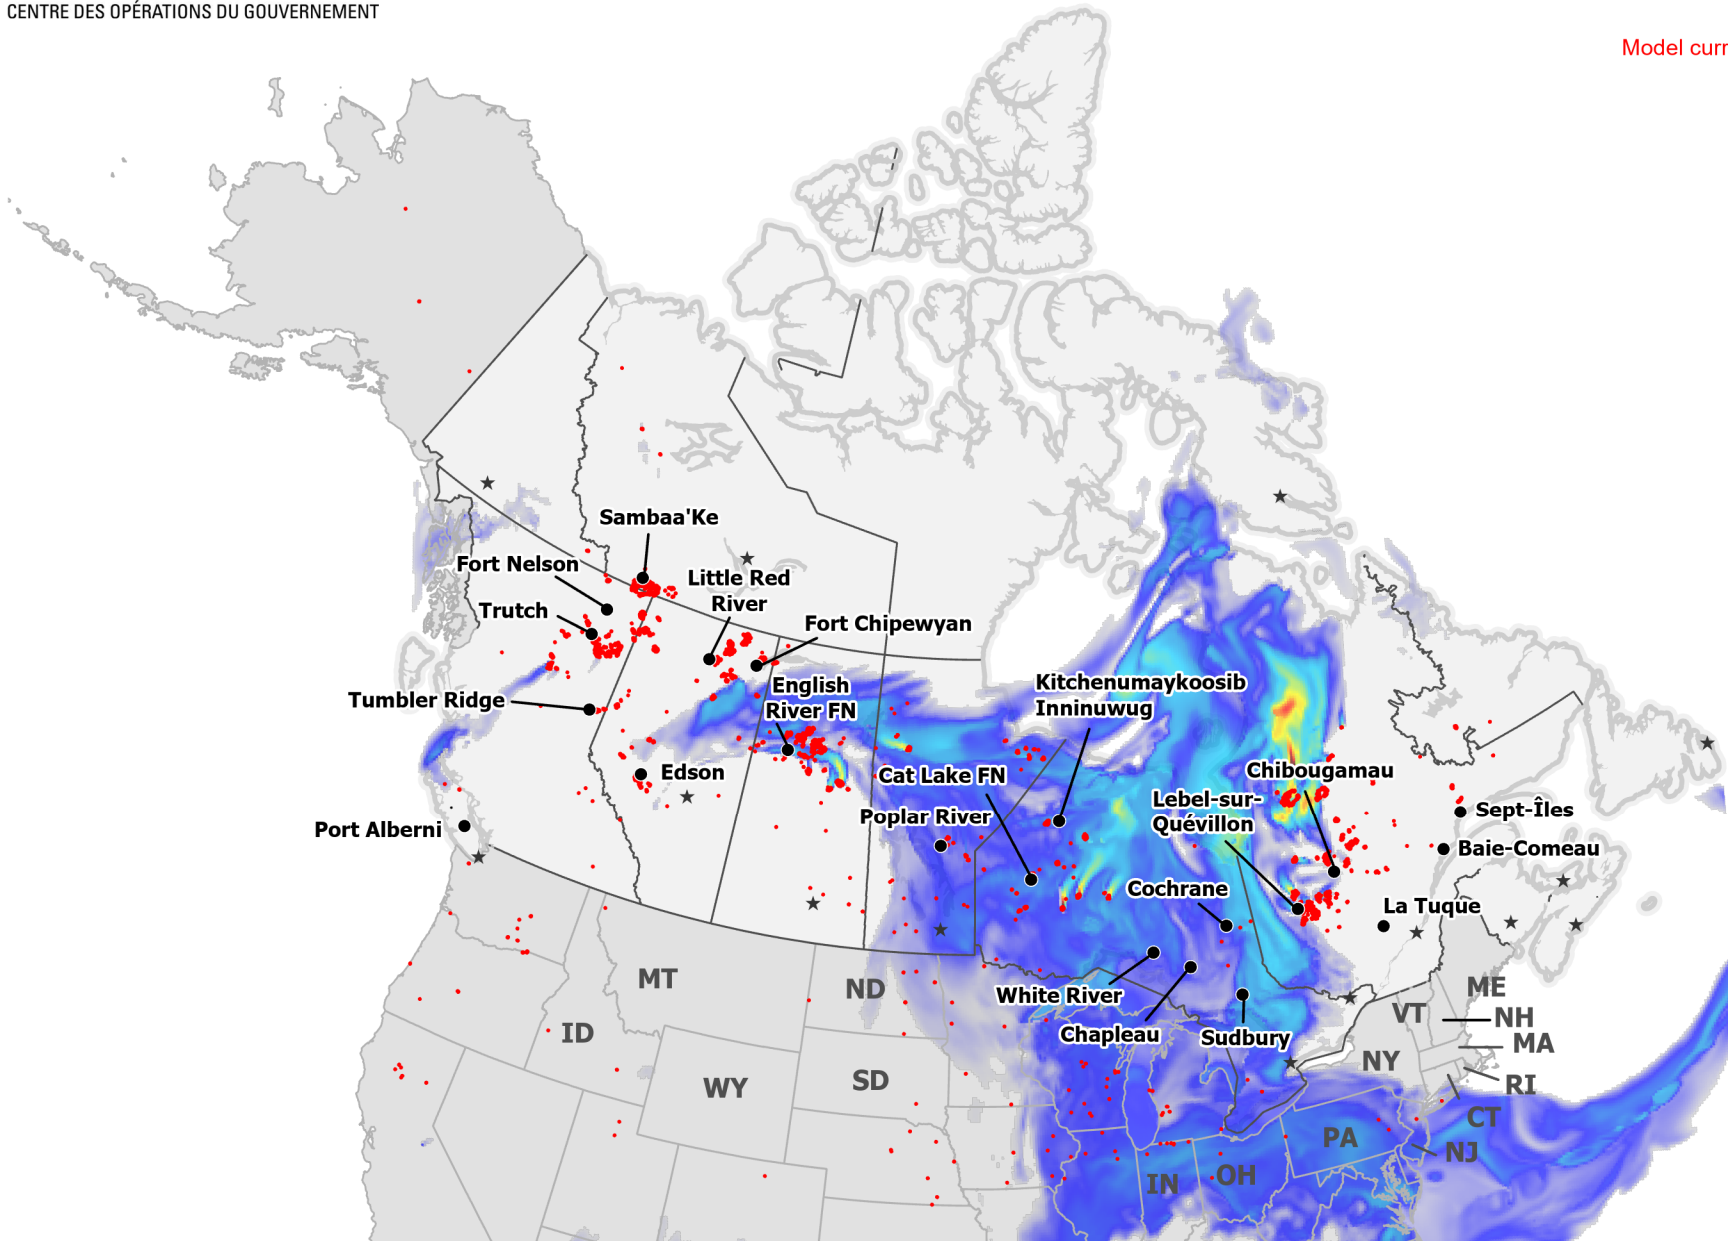 CENTRE DES OPÉRATIONS DU GOUVERNEMENT
Model curr
Sambaa'Ke
Fort Nelson
Little Red
River
Trutch
Fort Chipewyan
English
River FN
Kitchenumaykoosib
Inninuwug
Tumbler Ridge
Edson
Cat Lake FN
Chibougamau
Lebel-sur-
Quévillon
Poplar River
Sept-Îles
Port Alberni
Baie-Comeau
Cochrane
La Tuque
White River
Chapleau
Sudbury
MT
ND
ME
VT
NH
ID
MA
NY
WY
SD
RI
CT
PA
NJ
IN
OH